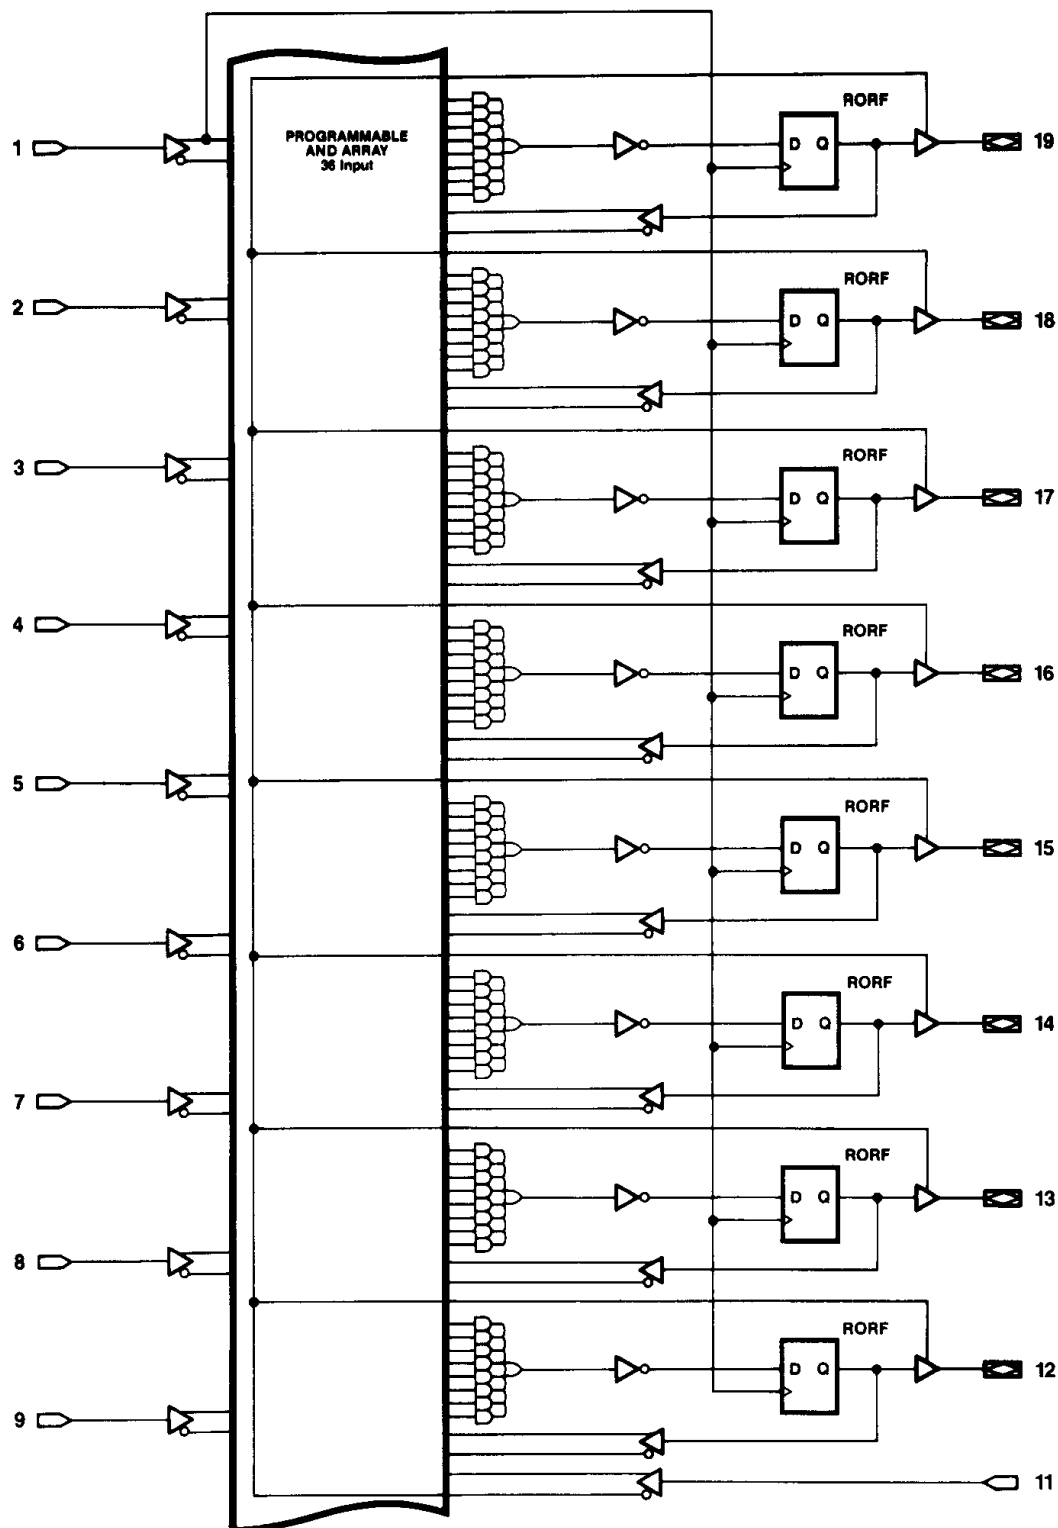 1
PROGRAMMABLE
AND ARRAY
36 Input
RORF
D Q
19
2
RORF
D Q
18
3
RORF
D Q
17
4
RORF
D Q
16
5
RORF
D Q
15
6
RORF
D Q
14
7
RORF
D Q
13
8
RORF
D Q
12
9
11